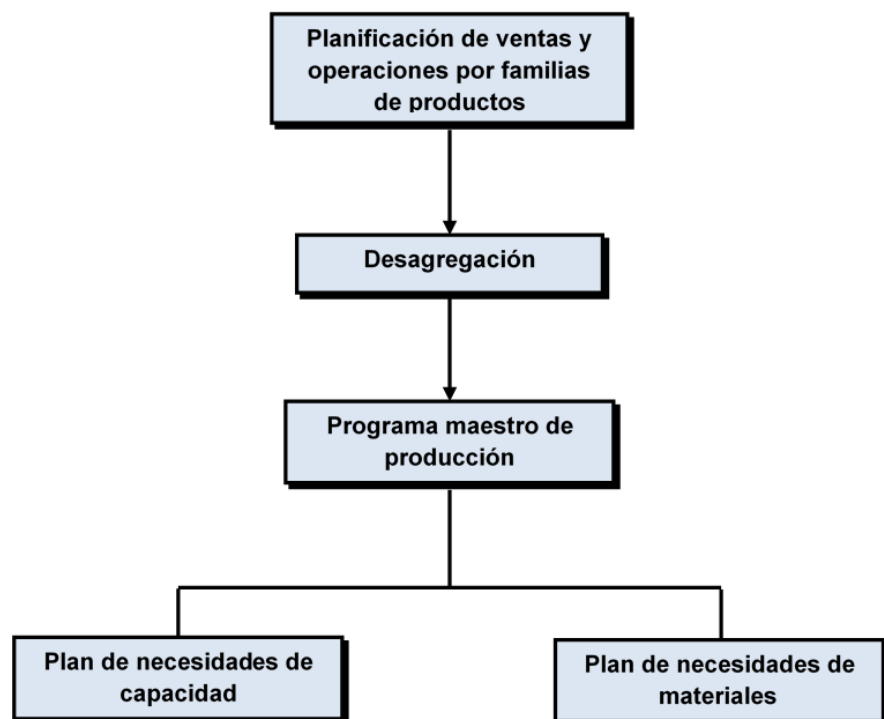 Planificación de ventas y
operaciones por familias
de productos
Desagregación
Programa maestro de
producción
Plan de necesidades de
capacidad
Plan de necesidades de
materiales